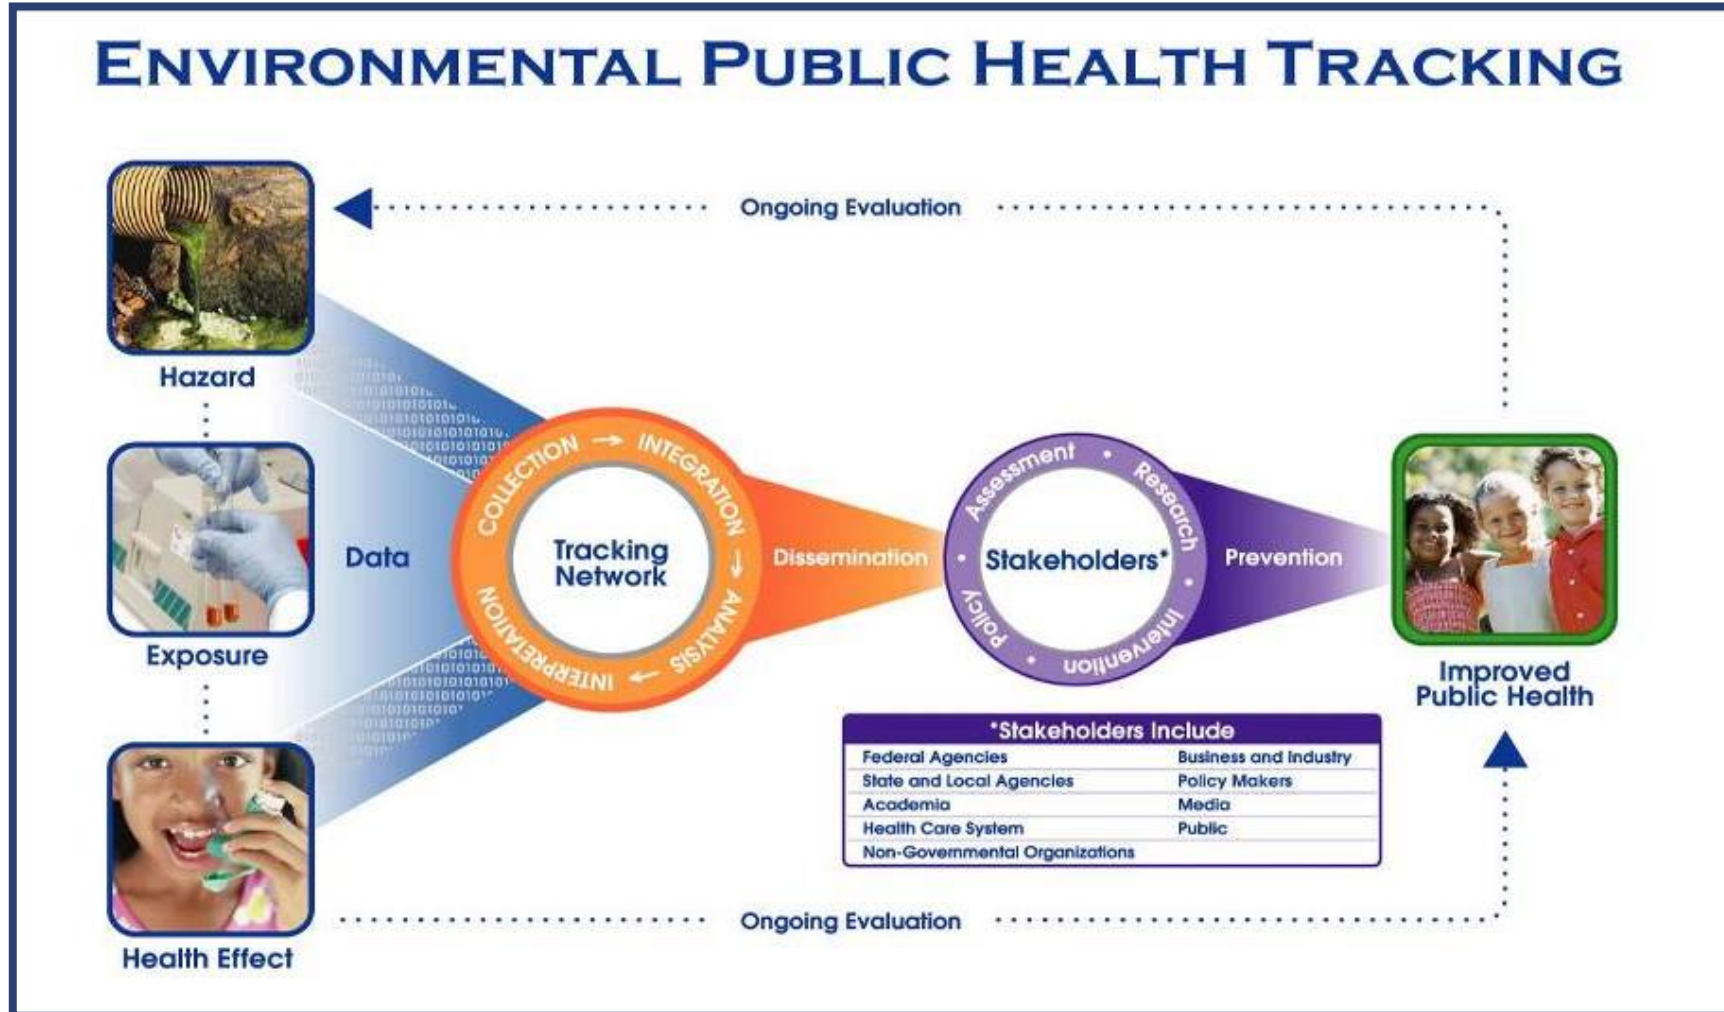 ENVIRONMENTAL PUBLIC HEALTH TRACKING
Ongoing Evaluation
Hazard
Exposure
Health Effect
Data
COLLECTION → INTEGRATION → ANALYSIS → INTERPRETATION
Tracking
Network
Dissemination
Assessment • Research • Intervention • Policy •
Stakeholders*
Prevention
Improved
Public Health
*Stakeholders Include
Federal Agencies
Business and Industry
State and Local Agencies
Policy Makers
Academia
Media
Health Care System
Public
Non-Governmental Organizations
Ongoing Evaluation